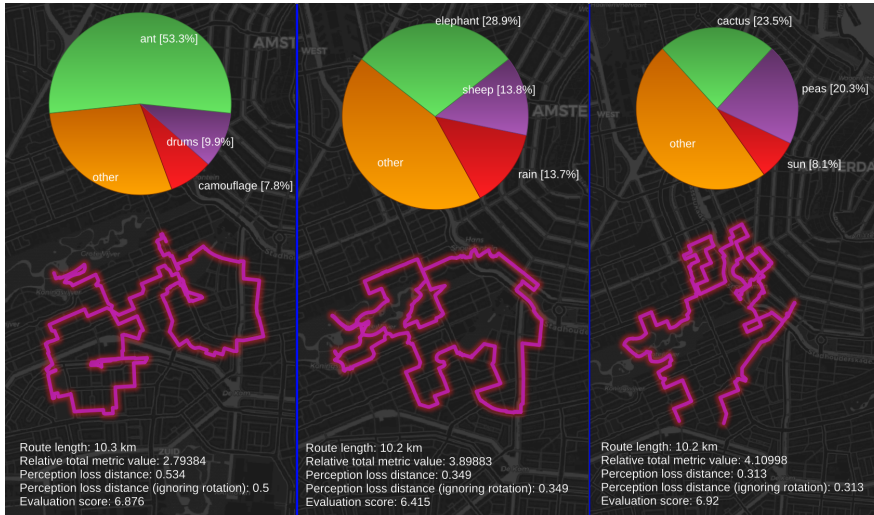 ant [53.3%]
drums [9.9%]
camouflage [7.8%]
other
AMST
WEST
Route length: 10.3 km
Relative total metric value: 2.79384
Perception loss distance: 0.534
Perception loss distance (ignoring rotation): 0.5
Evaluation score: 6.876
elephant [28.9%]
WEST
sheep [13.8%]
AMSTE
other
rain [13.7%]
Route length: 10.2 km
Relative total metric value: 3.89883
Perception loss distance: 0.349
Perception loss distance (ignoring rotation): 0.349
Evaluation score: 6.415
cactus [23.5%]
peas [20.3%]
other
sun [8.1%]
AMSTERDA
Route length: 10.2 km
Relative total metric value: 4.10998
Perception loss distance: 0.313
Perception loss distance (ignoring rotation): 0.313
Evaluation score: 6.92